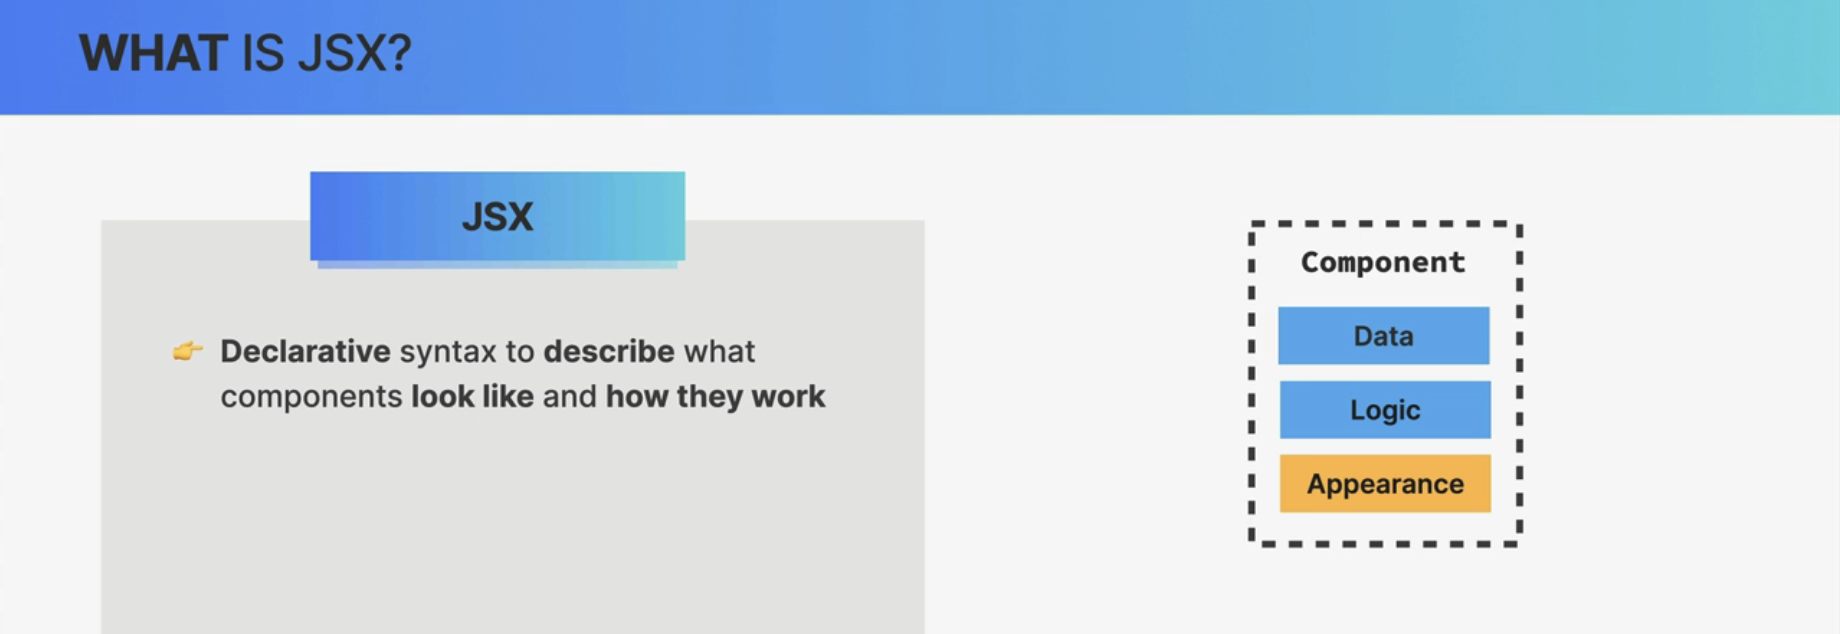 WHAT IS JSX?
JSX
👉 Declarative syntax to describe what
components look like and how they work
Component
Data
Logic
Appearance